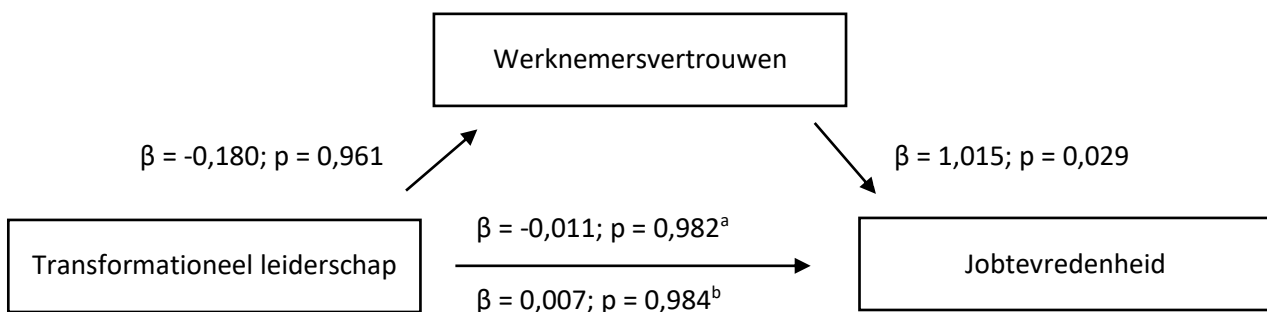 Werknemersvertrouwen
β = -0,180; p = 0,961
β = 1,015; p = 0,029
Transformationeel leiderschap
β = -0,011; p = 0,982ᵃ
β = 0,007; p = 0,984ᵇ
Jobtevredenheid